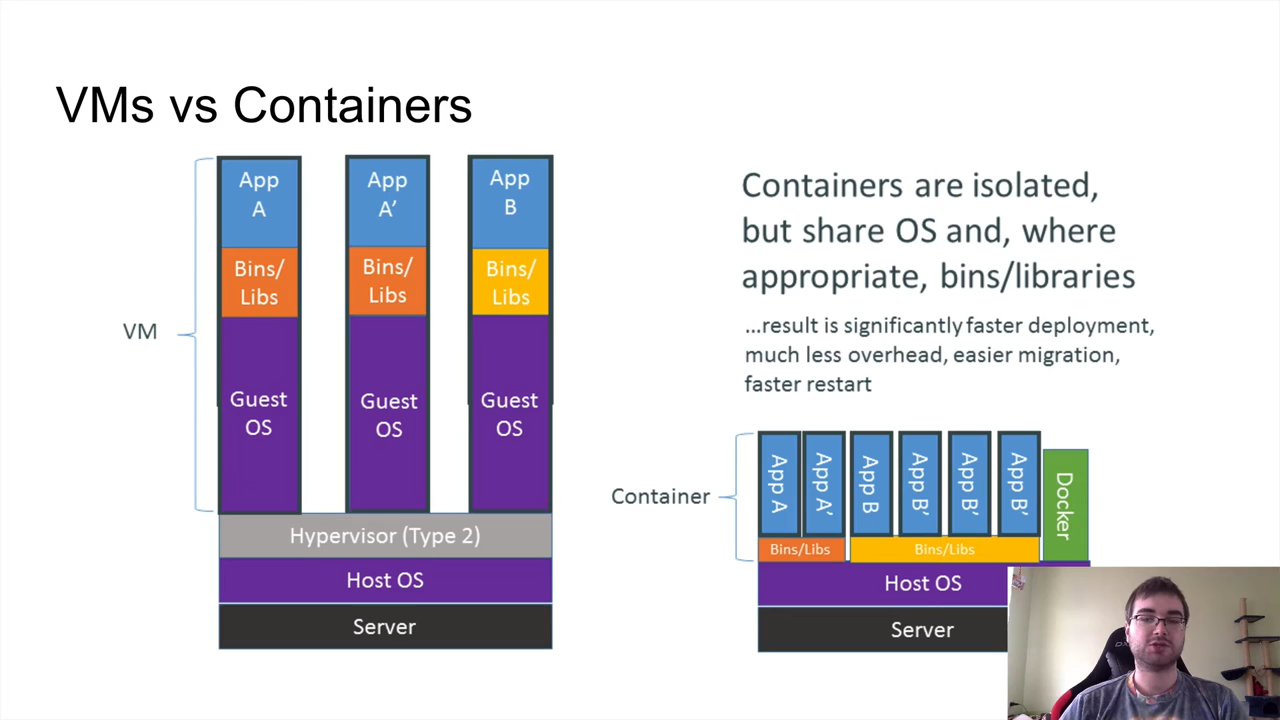 VMs vs Containers
App
A
Bins/
Libs
Guest
OS
App
A’
Bins/
Libs
Guest
OS
App
B
Bins/
Libs
Guest
OS
VM
Hypervisor (Type 2)
Host OS
Server
Containers are isolated,
but share OS and, where
appropriate, bins/libraries
...result is significantly faster deployment,
much less overhead, easier migration,
faster restart
Container
App A
App A’
App B
App B’
App B’
App B’
Docker
Bins/Libs
Bins/Libs
Host OS
Server